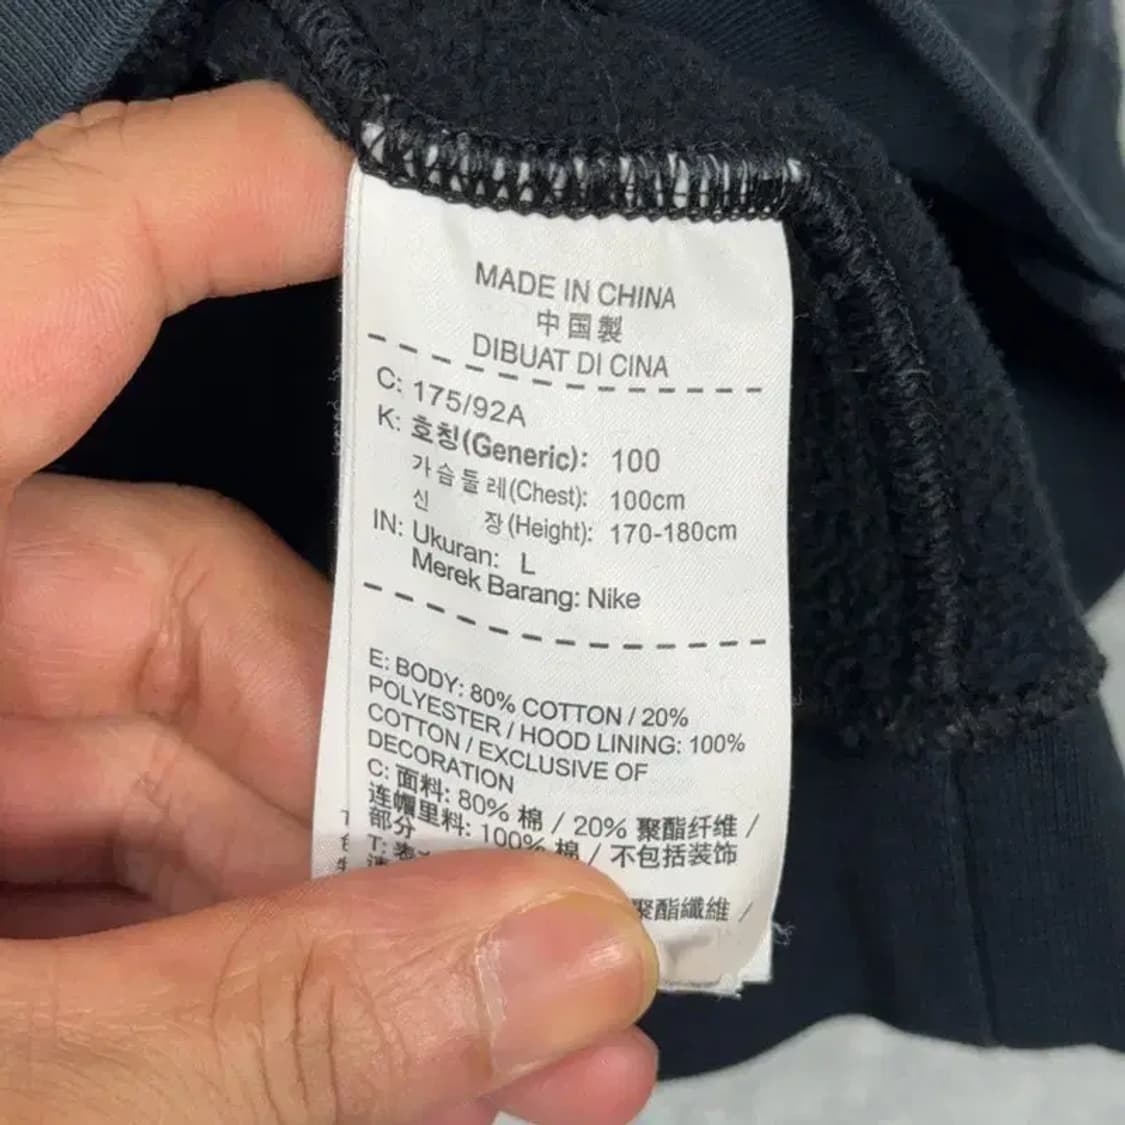 MADE IN CHINA
中国製
DIBUAT DI CINA
C: 175/92A
K: 호칭(Generic): 100
가슴둘레(Chest): 100cm
신 장(Height): 170-180cm
IN: Ukuran: L
Merek Barang: Nike
E: BODY: 80% COTTON / 20%
POLYESTER / HOOD LINING: 100%
COTTON / EXCLUSIVE OF
DECORATION
C: 面料: 80% 棉 / 20% 聚酯纤维 /
连帽里料: 100% 棉 / 不包括装饰
部分
T: 表
聚酯纖維 /